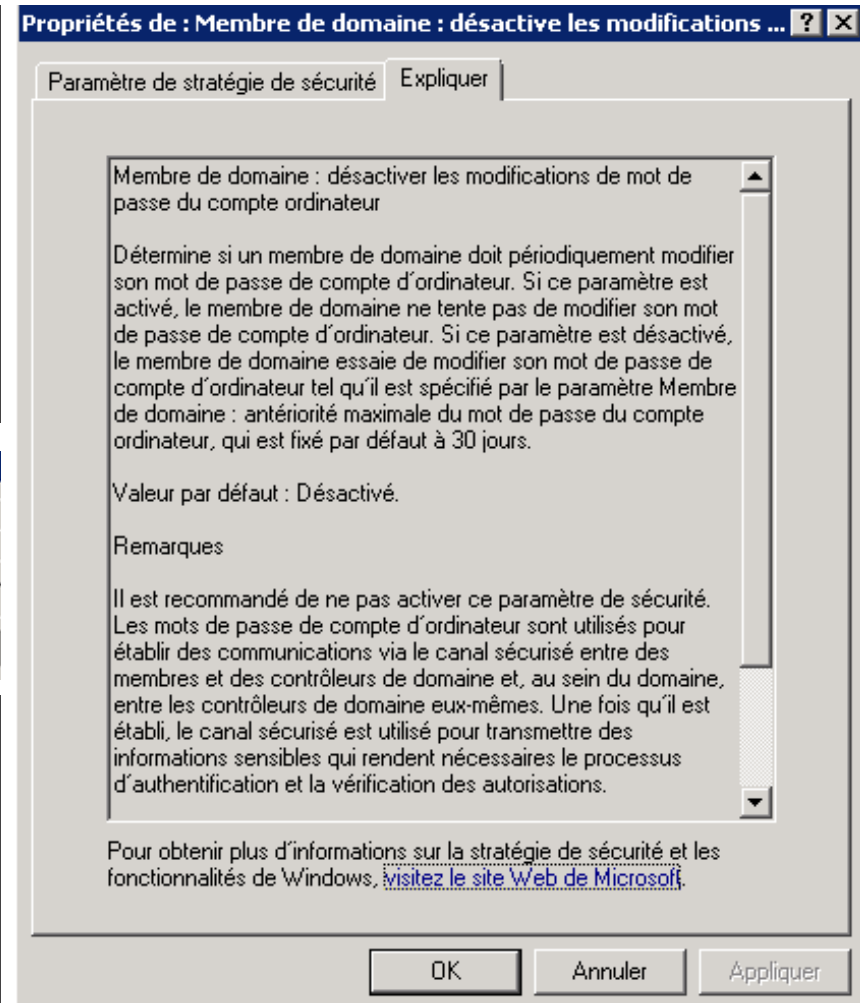 Propriétés de : Membre de domaine : désactive les modifications ...
Paramètre de stratégie de sécurité
Expliquer
Membre de domaine : désactiver les modifications de mot de
passe du compte ordinateur
Détermine si un membre de domaine doit périodiquement modifier
son mot de passe de compte d´ordinateur. Si ce paramètre est
activé, le membre de domaine ne tente pas de modifier son mot
de passe de compte d´ordinateur. Si ce paramètre est désactivé,
le membre de domaine essaie de modifier son mot de passe de
compte d´ordinateur tel qu´il est spécifié par le paramètre Membre
de domaine : antériorité maximale du mot de passe du compte
ordinateur, qui est fixé par défaut à 30 jours.
Valeur par défaut : Désactivé.
Remarques
Il est recommandé de ne pas activer ce paramètre de sécurité.
Les mots de passe de compte d´ordinateur sont utilisés pour
établir des communications via le canal sécurisé entre des
membres et des contrôleurs de domaine et, au sein du domaine,
entre les contrôleurs de domaine eux-mêmes. Une fois qu´il est
établi, le canal sécurisé est utilisé pour transmettre des
informations sensibles qui rendent nécessaires le processus
d´authentification et la vérification des autorisations.
Pour obtenir plus d´informations sur la stratégie de sécurité et les
fonctionnalités de Windows, visitez le site Web de Microsoft.
OK
Annuler
Appliquer